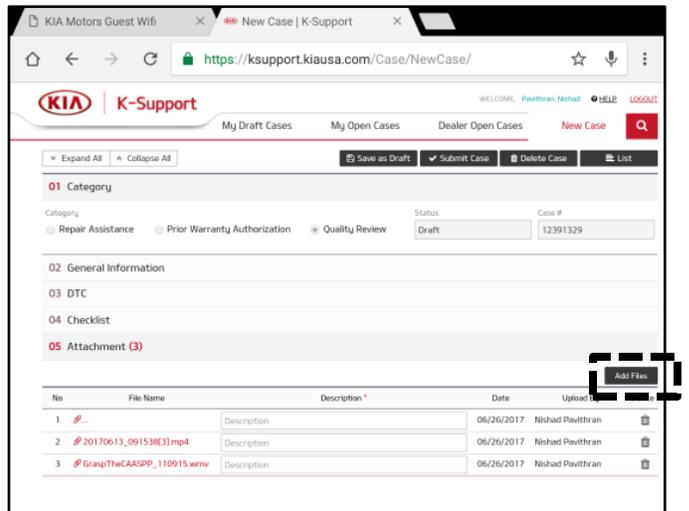 KIA Motors Guest Wifi
New Case | K-Support
https://ksupport.kiausa.com/Case/NewCase/
KIA K-Support
WELCOME, Pavithran, Nishad HELP LOGOUT
My Draft Cases My Open Cases Dealer Open Cases New Case
Expand All Collapse All Save as Draft Submit Case Delete Case List
01 Category
Category Status Case #
Repair Assistance Prior Warranty Authorization Quality Review Draft 12391329
02 General Information
03 DTC
04 Checklist
05 Attachment (3)
Add Files
No File Name Description * Date Upload
1 ... Description 06/26/2017 Nishad Pavithran
2 20170613_091538[3].mp4 Description 06/26/2017 Nishad Pavithran
3 GraspTheCAASPP_110915.wmv Description 06/26/2017 Nishad Pavithran